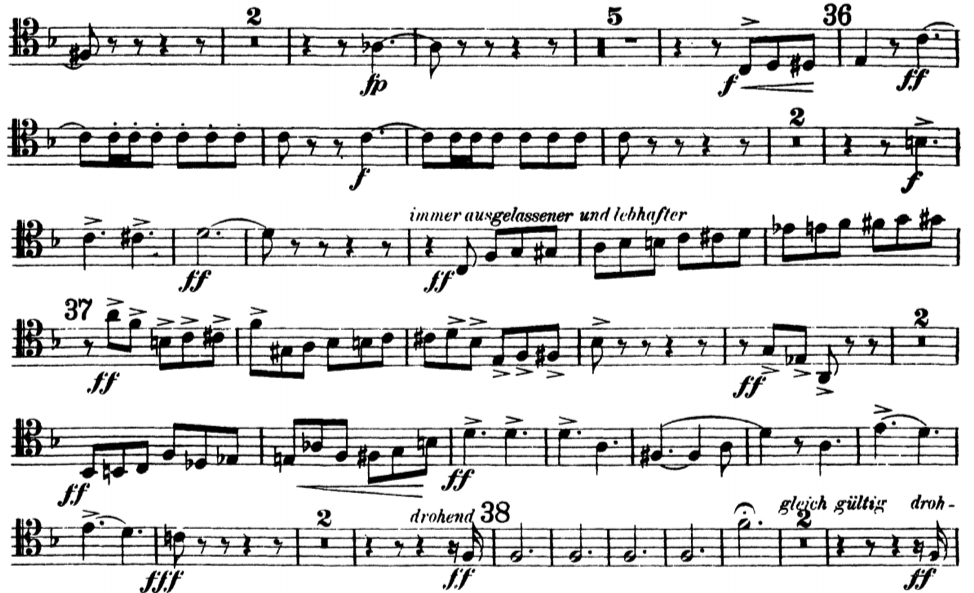 2 5 36
fp f ff
2
f f
immer ausgelassener und lebhafter
ff ff
37 2
ff ff
ff ff
drohend 38 gleich gültig droh-
2 2
fff ff ff